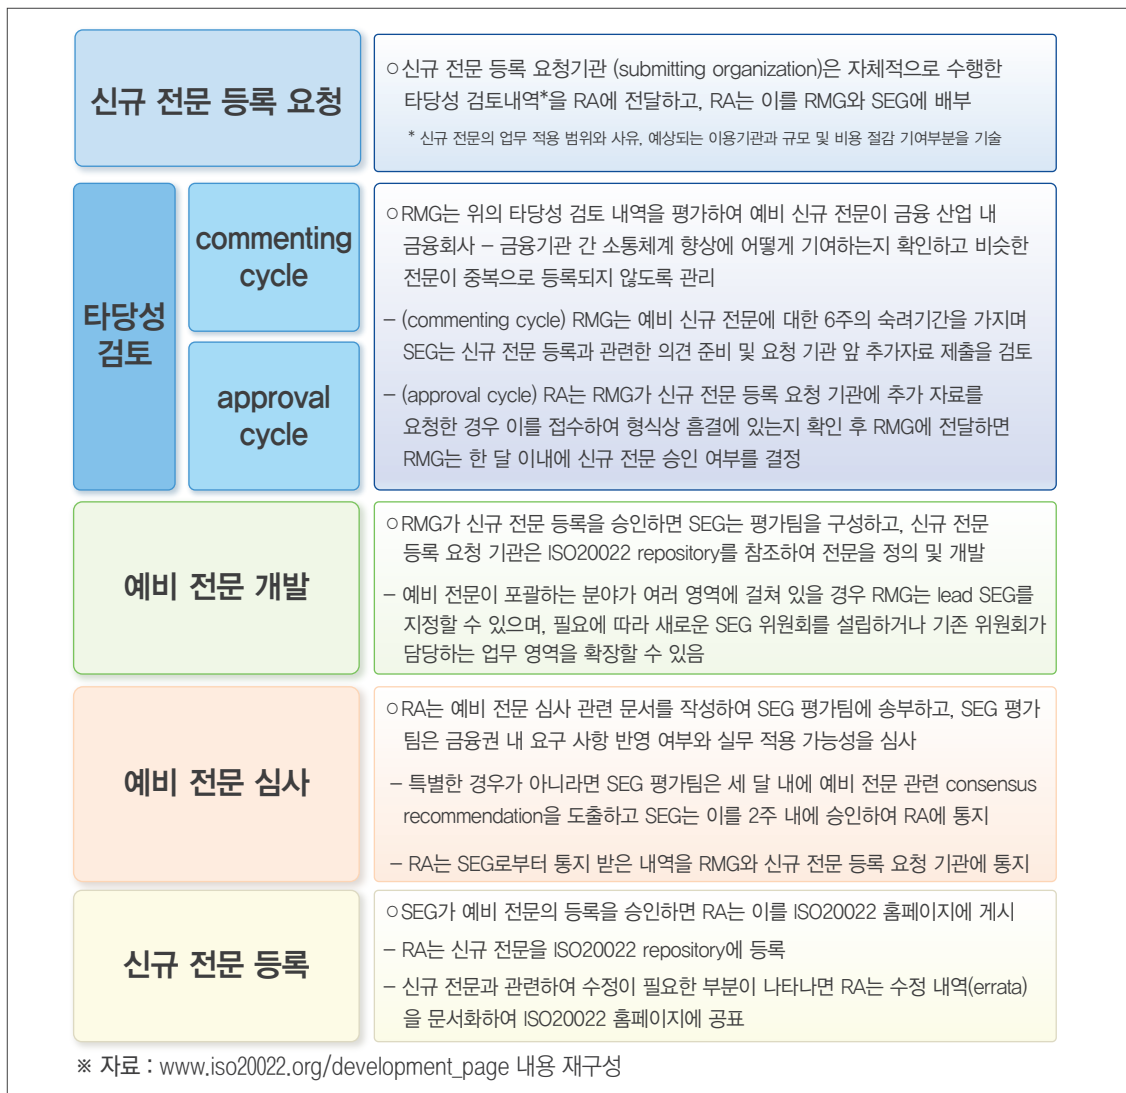 신규 전문 등록 요청
○신규 전문 등록 요청기관 (submitting organization)은 자체적으로 수행한
타당성 검토내역*을 RA에 전달하고, RA는 이를 RMG와 SEG에 배부
* 신규 전문의 업무 적용 범위와 사유, 예상되는 이용기관과 규모 및 비용 절감 기여부분을 기술
타당성
검토
commenting
cycle
approval
cycle
○RMG는 위의 타당성 검토 내역을 평가하여 예비 신규 전문이 금융 산업 내
금융회사 – 금융기관 간 소통체계 향상에 어떻게 기여하는지 확인하고 비슷한
전문이 중복으로 등록되지 않도록 관리
– (commenting cycle) RMG는 예비 신규 전문에 대한 6주의 숙려기간을 가지며
SEG는 신규 전문 등록과 관련한 의견 준비 및 요청 기관 앞 추가자료 제출을 검토
– (approval cycle) RA는 RMG가 신규 전문 등록 요청 기관에 추가 자료를
요청한 경우 이를 접수하여 형식상 흠결에 있는지 확인 후 RMG에 전달하면
RMG는 한 달 이내에 신규 전문 승인 여부를 결정
예비 전문 개발
○RMG가 신규 전문 등록을 승인하면 SEG는 평가팀을 구성하고, 신규 전문
등록 요청 기관은 ISO20022 repository를 참조하여 전문을 정의 및 개발
– 예비 전문이 포괄하는 분야가 여러 영역에 걸쳐 있을 경우 RMG는 lead SEG를
지정할 수 있으며, 필요에 따라 새로운 SEG 위원회를 설립하거나 기존 위원회가
담당하는 업무 영역을 확장할 수 있음
예비 전문 심사
○RA는 예비 전문 심사 관련 문서를 작성하여 SEG 평가팀에 송부하고, SEG 평가
팀은 금융권 내 요구 사항 반영 여부와 실무 적용 가능성을 심사
– 특별한 경우가 아니라면 SEG 평가팀은 세 달 내에 예비 전문 관련 consensus
recommendation을 도출하고 SEG는 이를 2주 내에 승인하여 RA에 통지
– RA는 SEG로부터 통지 받은 내역을 RMG와 신규 전문 등록 요청 기관에 통지
신규 전문 등록
○SEG가 예비 전문의 등록을 승인하면 RA는 이를 ISO20022 홈페이지에 게시
– RA는 신규 전문을 ISO20022 repository에 등록
– 신규 전문과 관련하여 수정이 필요한 부분이 나타나면 RA는 수정 내역(errata)
을 문서화하여 ISO20022 홈페이지에 공표
※ 자료 : www.iso20022.org/development_page 내용 재구성